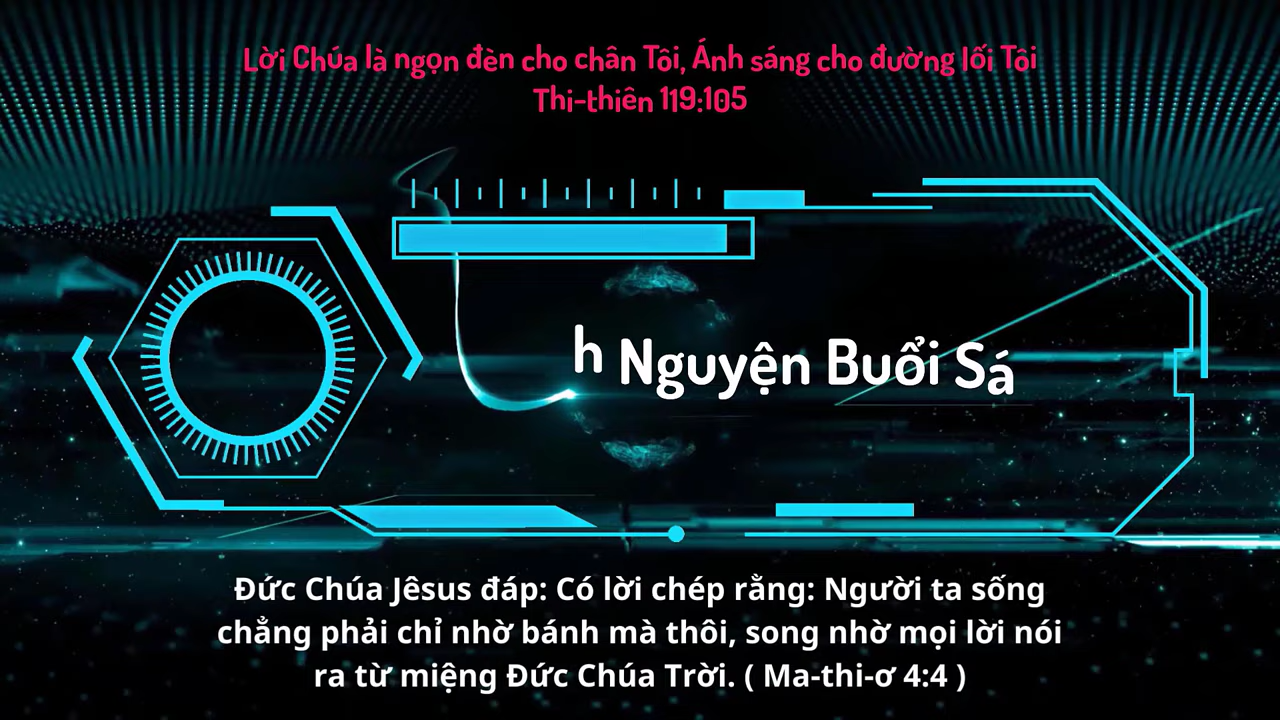 Lời Chúa là ngọn đèn cho chân Tôi, Ánh sáng cho đường lối Tôi
Thi-thiên 119:105
h Nguyện Buổi Sá
Đức Chúa Jêsus đáp: Có lời chép rằng: Người ta sống
chẳng phải chỉ nhờ bánh mà thôi, song nhờ mọi lời nói
ra từ miệng Đức Chúa Trời. ( Ma-thi-ơ 4:4 )